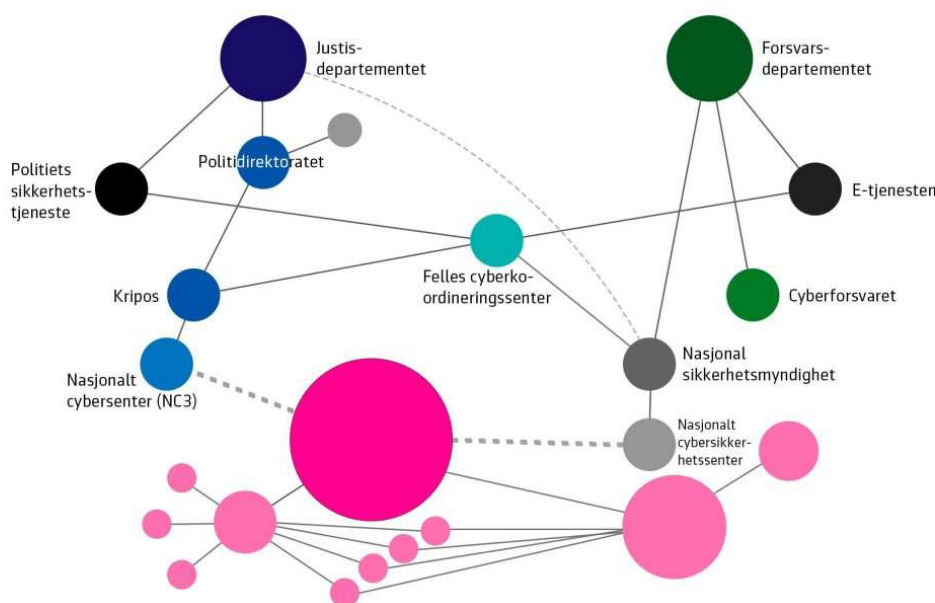 Justis-
departementet
Forsvars-
departementet
Politiets
sikkerhets-
tjeneste
Politidirektoratet
E-tjenesten
Felles cyberko-
ordineringssenter
Kripos
Cyberforsvaret
Nasjonalt
cybersenter (NC3)
Nasjonal
sikkerhetsmyndighet
Nasjonalt
cybersikker-
hetssenter